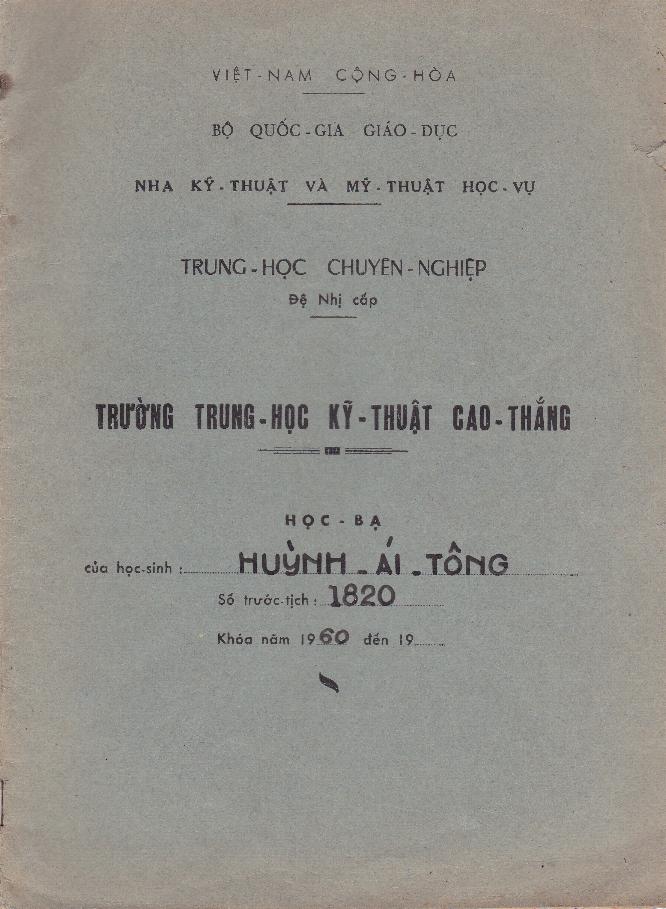 VIỆT-NAM CỘNG-HÒA
BỘ QUỐC-GIA GIÁO-DỤC
NHA KỸ-THUẬT VÀ MỸ-THUẬT HỌC-VỤ
TRUNG-HỌC CHUYÊN-NGHIỆP
Đệ Nhị cấp
TRƯỜNG TRUNG-HỌC KỸ-THUẬT CAO-THẮNG
HỌC-BẠ
của học-sinh : HUỲNH-ÁI-TÔNG
Số trước-tịch : 1820
Khóa năm 1960 đến 19